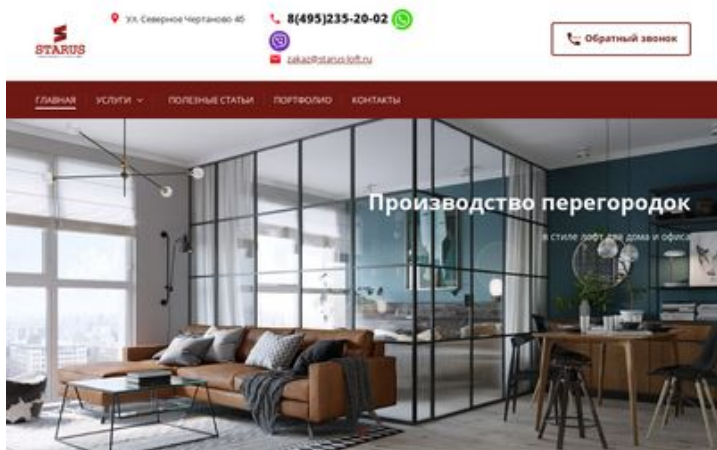 STARUS
Ул. Северное Чертаново 4б
8(495)235-20-02
zakaz@starus-loft.ru
Обратный звонок
ГЛАВНАЯ
УСЛУГИ
ПОЛЕЗНЫЕ СТАТЬИ
ПОРТФОЛИО
КОНТАКТЫ
Производство перегородок
в стиле лофт для дома и офиса